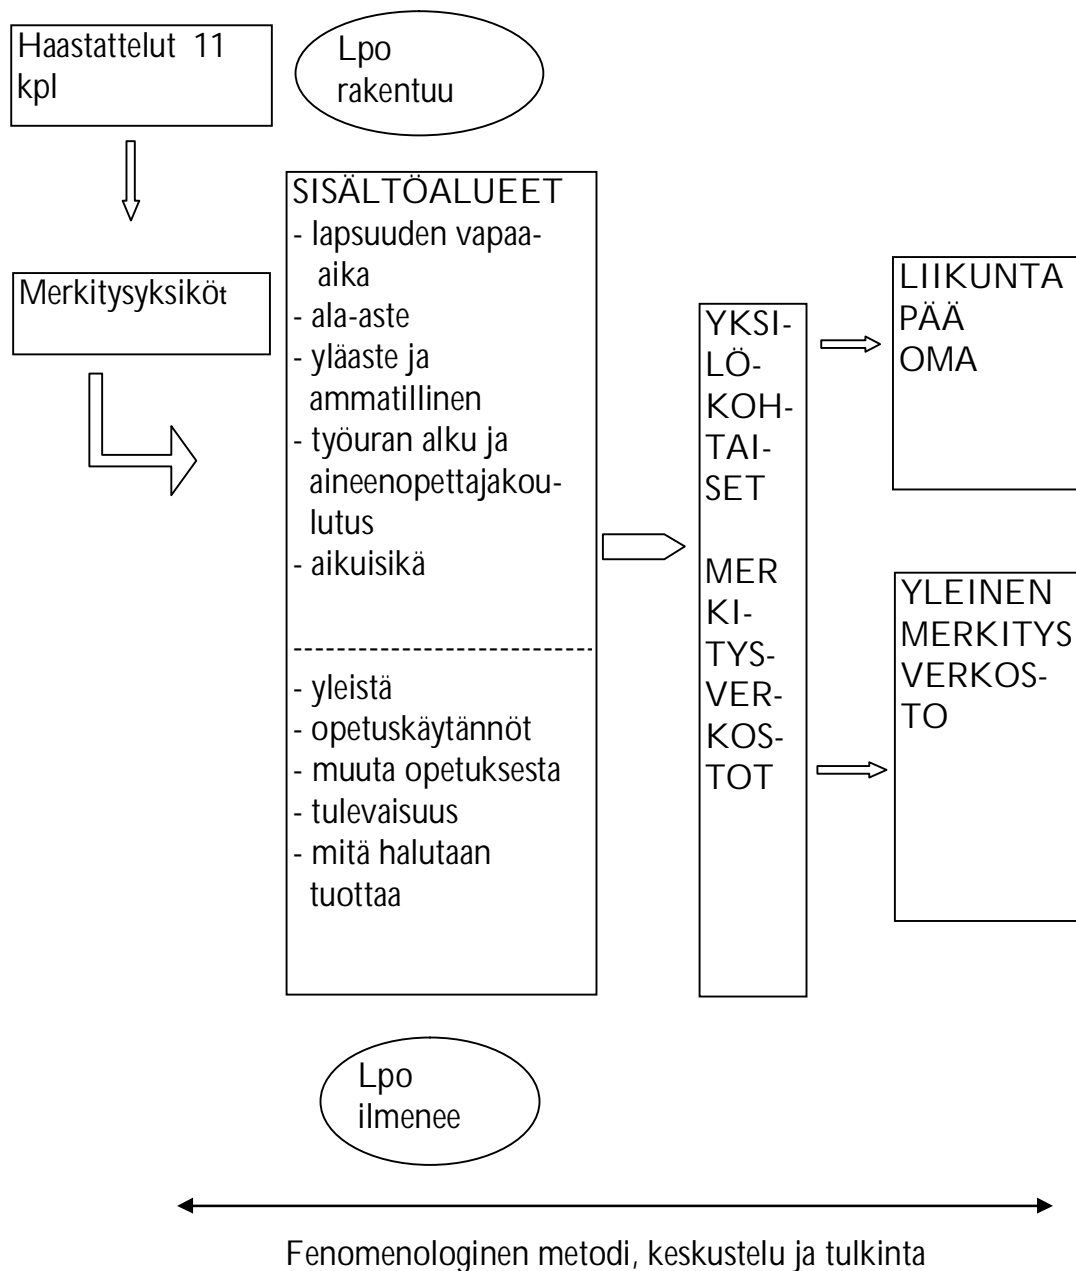 Haastattelut 11
kpl
Lpo
rakentuu
Merkitysyksiköt
SISÄLTÖALUEET
- lapsuuden vapaa-
aika
- ala-aste
- yläaste ja
ammatillinen
- työuran alku ja
aineenopettajakou-
lutus
- aikuisikä
- yleistä
- opetuskäytännöt
- muuta opetuksesta
- tulevaisuus
- mitä halutaan
tuottaa
YKSI-
LÖ-
KOH-
TAI-
SET
MER
KI-
TYS-
VER-
KOS-
TOT
LIIKUNTA
PÄÄ
OMA
YLEINEN
MERKITYS
VERKOS-
TO
Lpo
ilmenee
Fenomenologinen metodi, keskustelu ja tulkinta